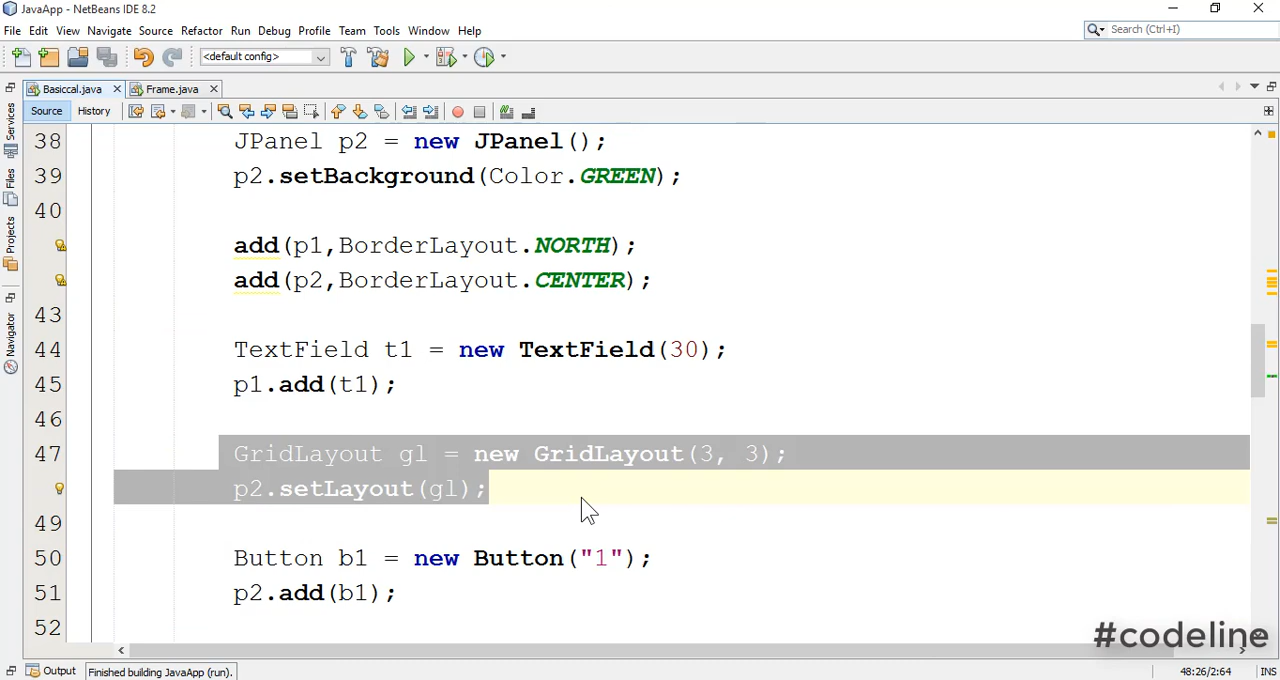 JavaApp - NetBeans IDE 8.2
File Edit View Navigate Source Refactor Run Debug Profile Team Tools Window Help
Search (Ctrl+I)
<default config>
Basiccal.java Frame.java
Source History
Services
Files
Projects
Navigator
38 JPanel p2 = new JPanel();
39 p2.setBackground(Color.GREEN);
40
add(p1,BorderLayout.NORTH);
add(p2,BorderLayout.CENTER);
43
44 TextField t1 = new TextField(30);
45 p1.add(t1);
46
47 GridLayout gl = new GridLayout(3, 3);
p2.setLayout(gl);
49
50 Button b1 = new Button("1");
51 p2.add(b1);
52
#codeline
Output Finished building JavaApp (run). 48:26/2:64 INS